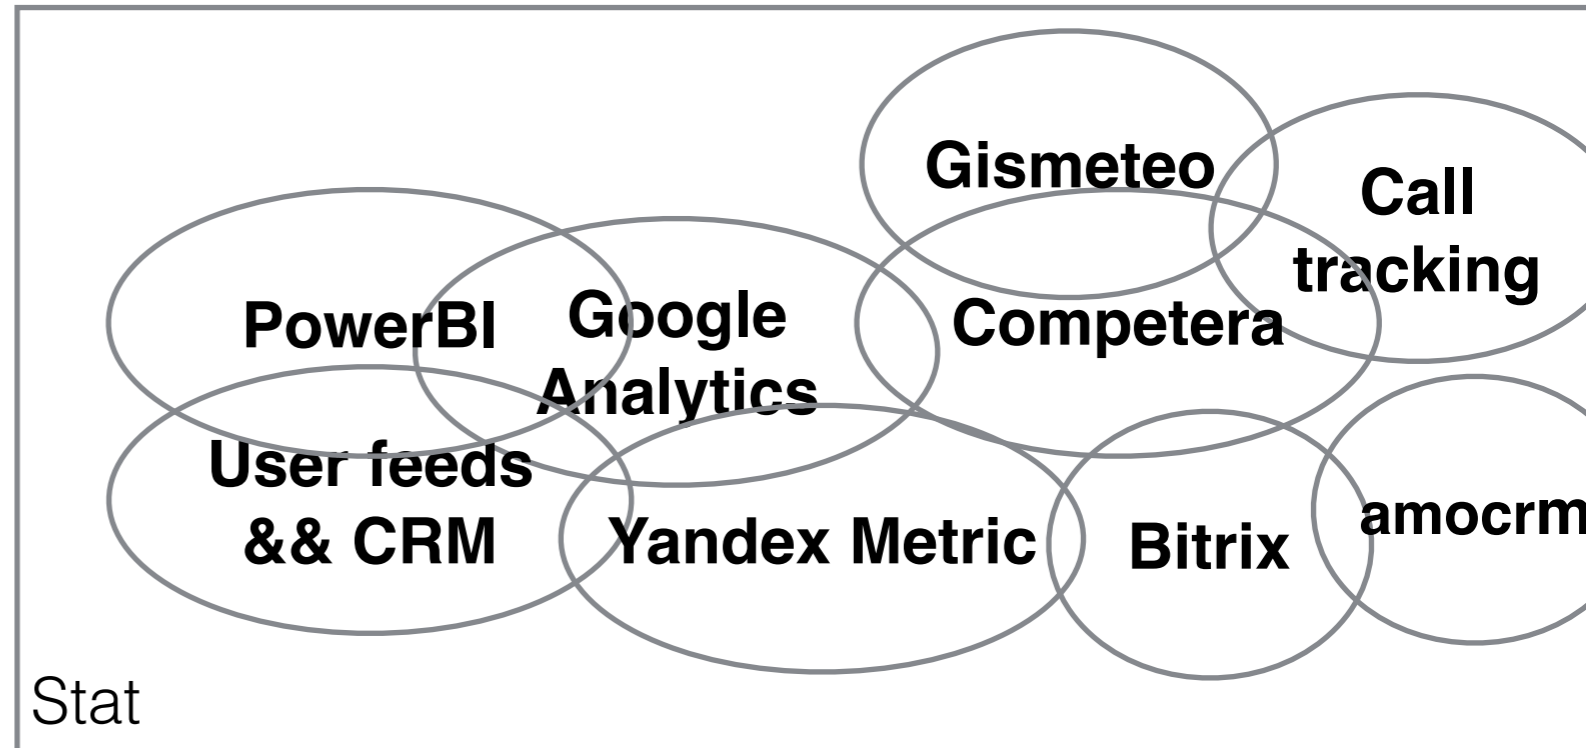 Gismeteo
Call
tracking
PowerBI
Google
Analytics
Competera
User feeds
&& CRM
Yandex Metric
Bitrix
amocrm
Stat